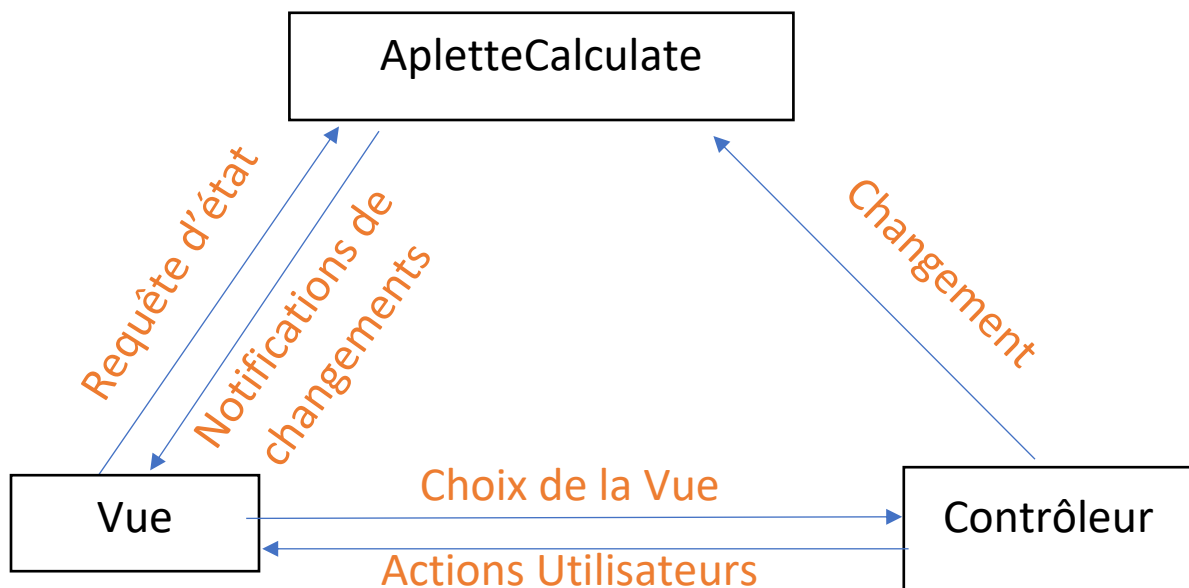 ApletteCalculate
Requête d'état
Notifications de
changements
Changement
Choix de la Vue
Vue
Contrôleur
Actions Utilisateurs